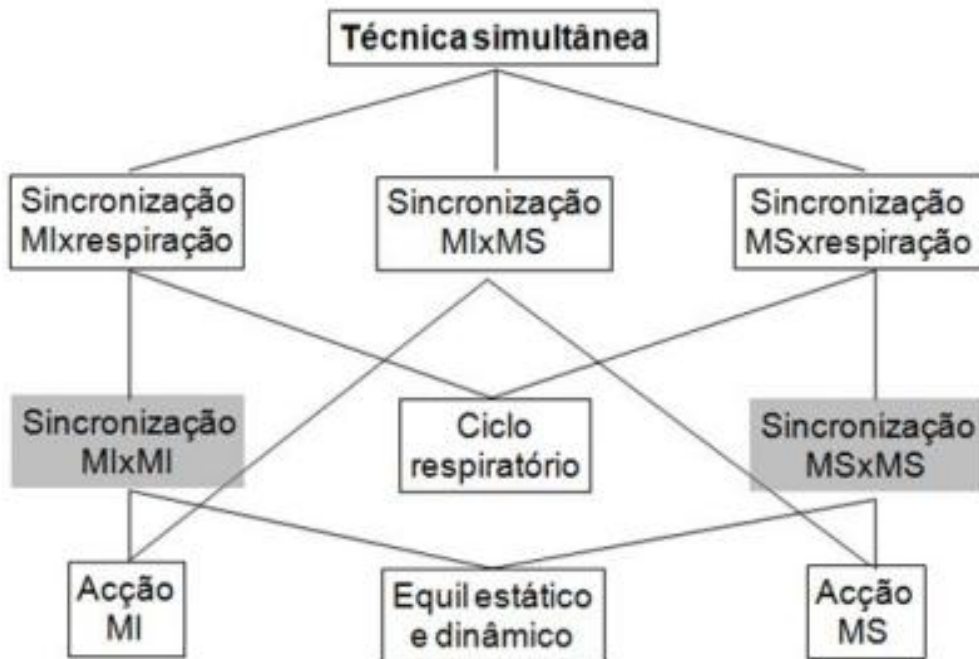 Técnica simultânea
Sincronização
MIxrespiração
Sincronização
MIxMS
Sincronização
MSxrespiração
Sincronização
MIxMI
Ciclo
respiratório
Sincronização
MSxMS
Acção
MI
Equil estático
e dinâmico
Acção
MS